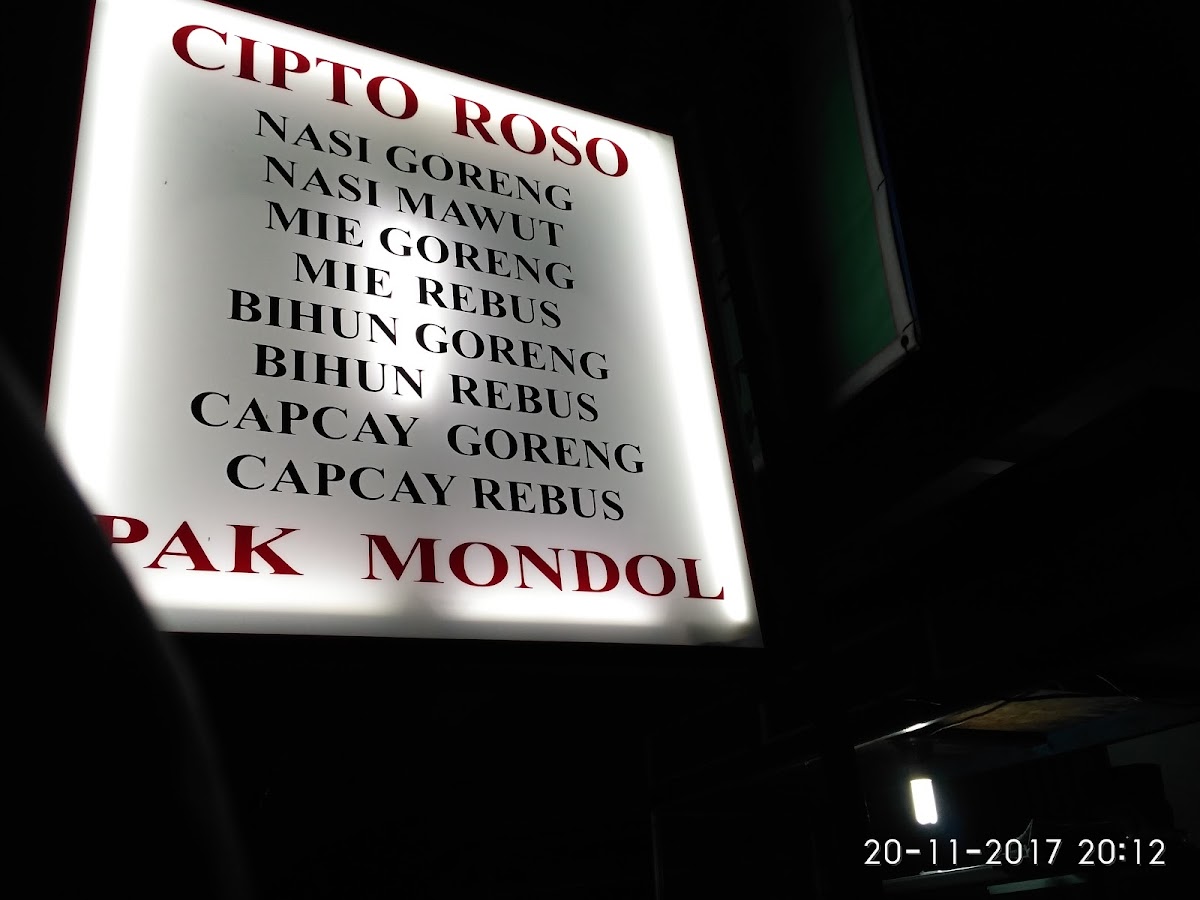 CIPTO ROSO
NASI GORENG
NASI MAWUT
MIE GORENG
MIE REBUS
BIHUN GORENG
BIHUN REBUS
CAPCAY GORENG
CAPCAY REBUS
PAK MONDOL
20-11-2017 20:12